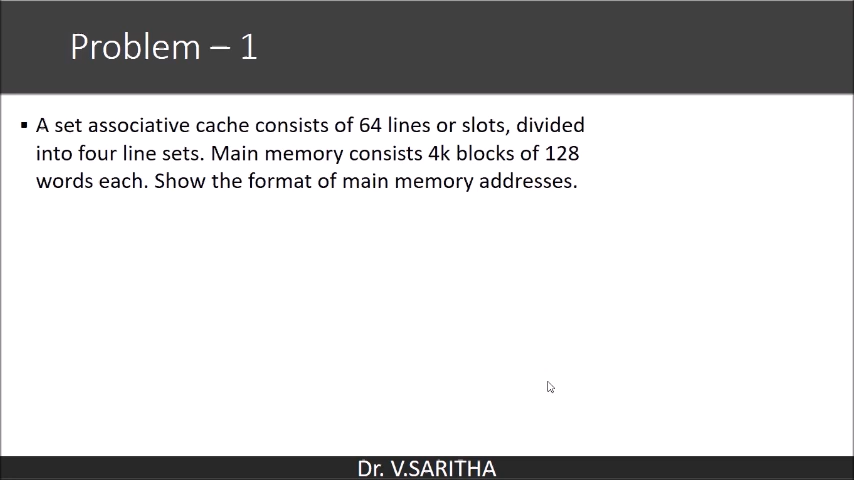 Problem – 1
▪ A set associative cache consists of 64 lines or slots, divided
into four line sets. Main memory consists 4k blocks of 128
words each. Show the format of main memory addresses.
Dr. V.SARITHA